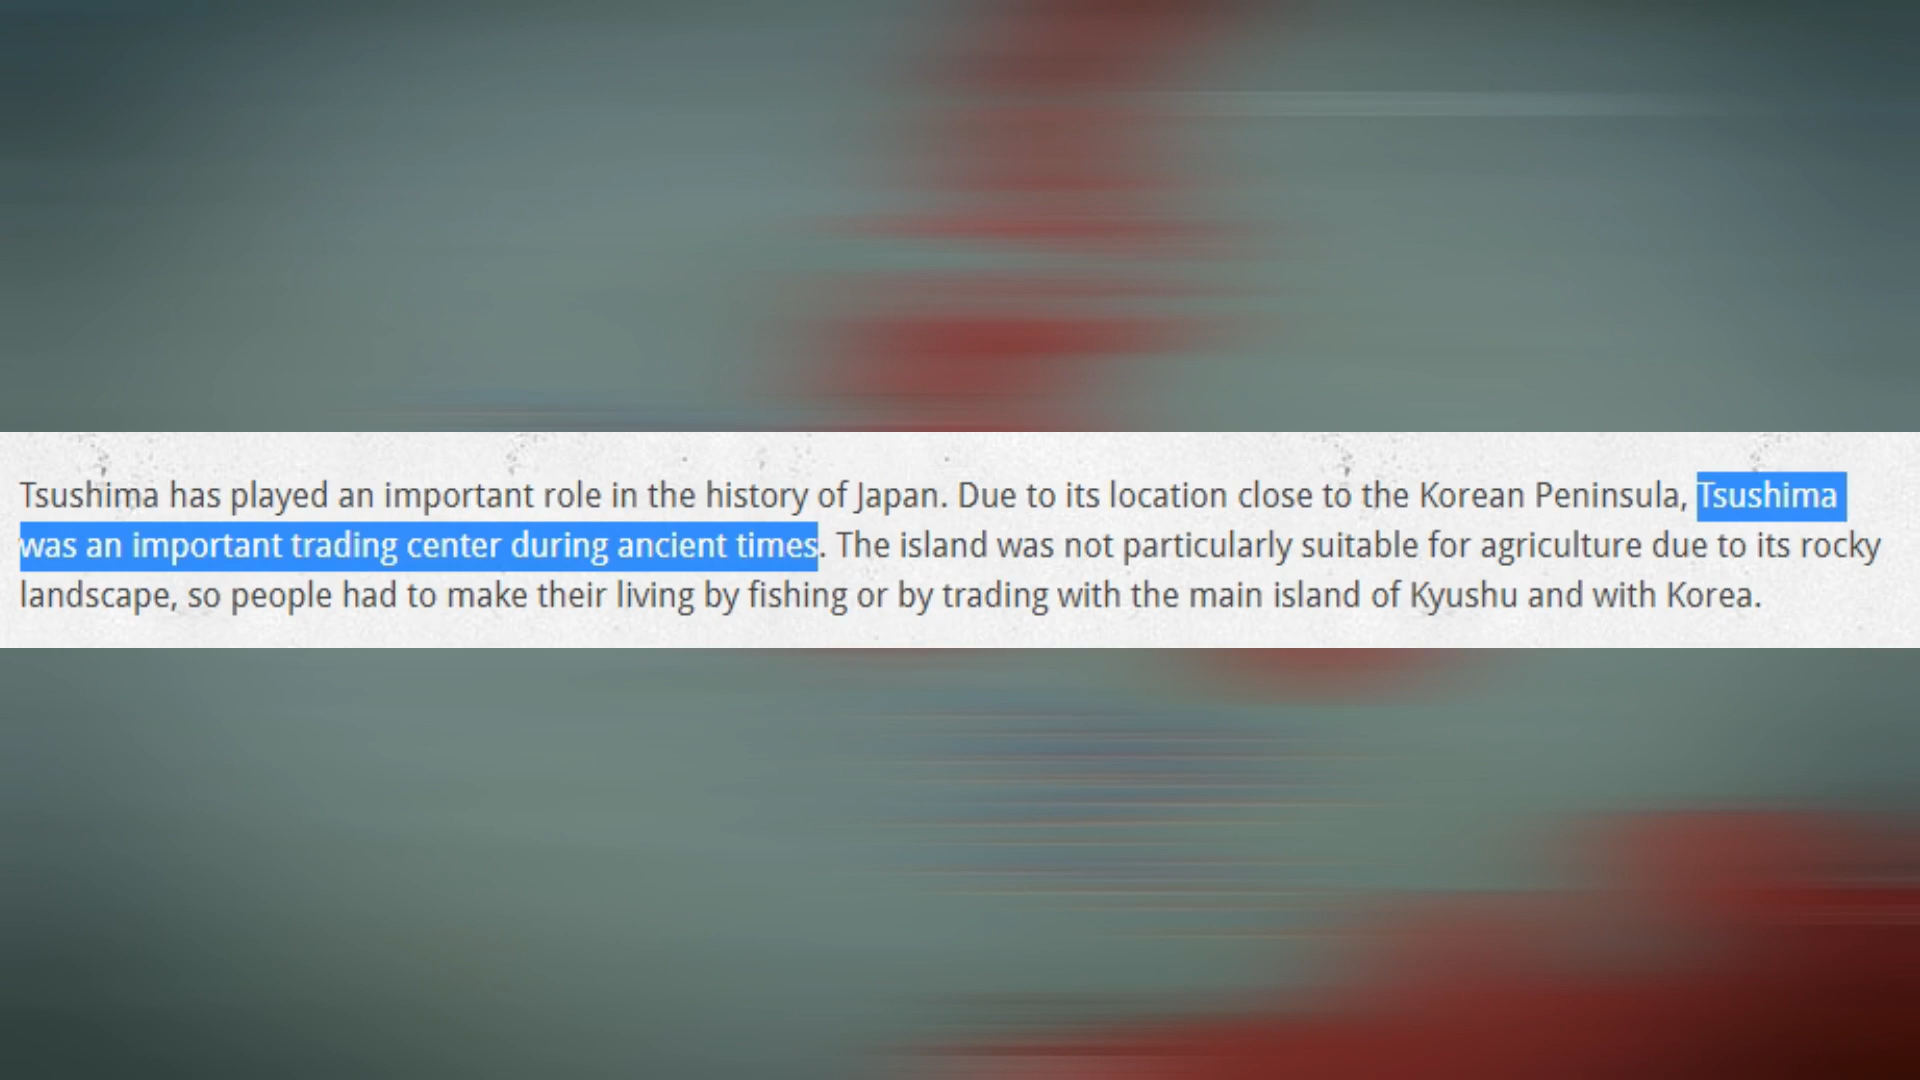 Tsushima has played an important role in the history of Japan. Due to its location close to the Korean Peninsula, Tsushima
was an important trading center during ancient times. The island was not particularly suitable for agriculture due to its rocky
landscape, so people had to make their living by fishing or by trading with the main island of Kyushu and with Korea.